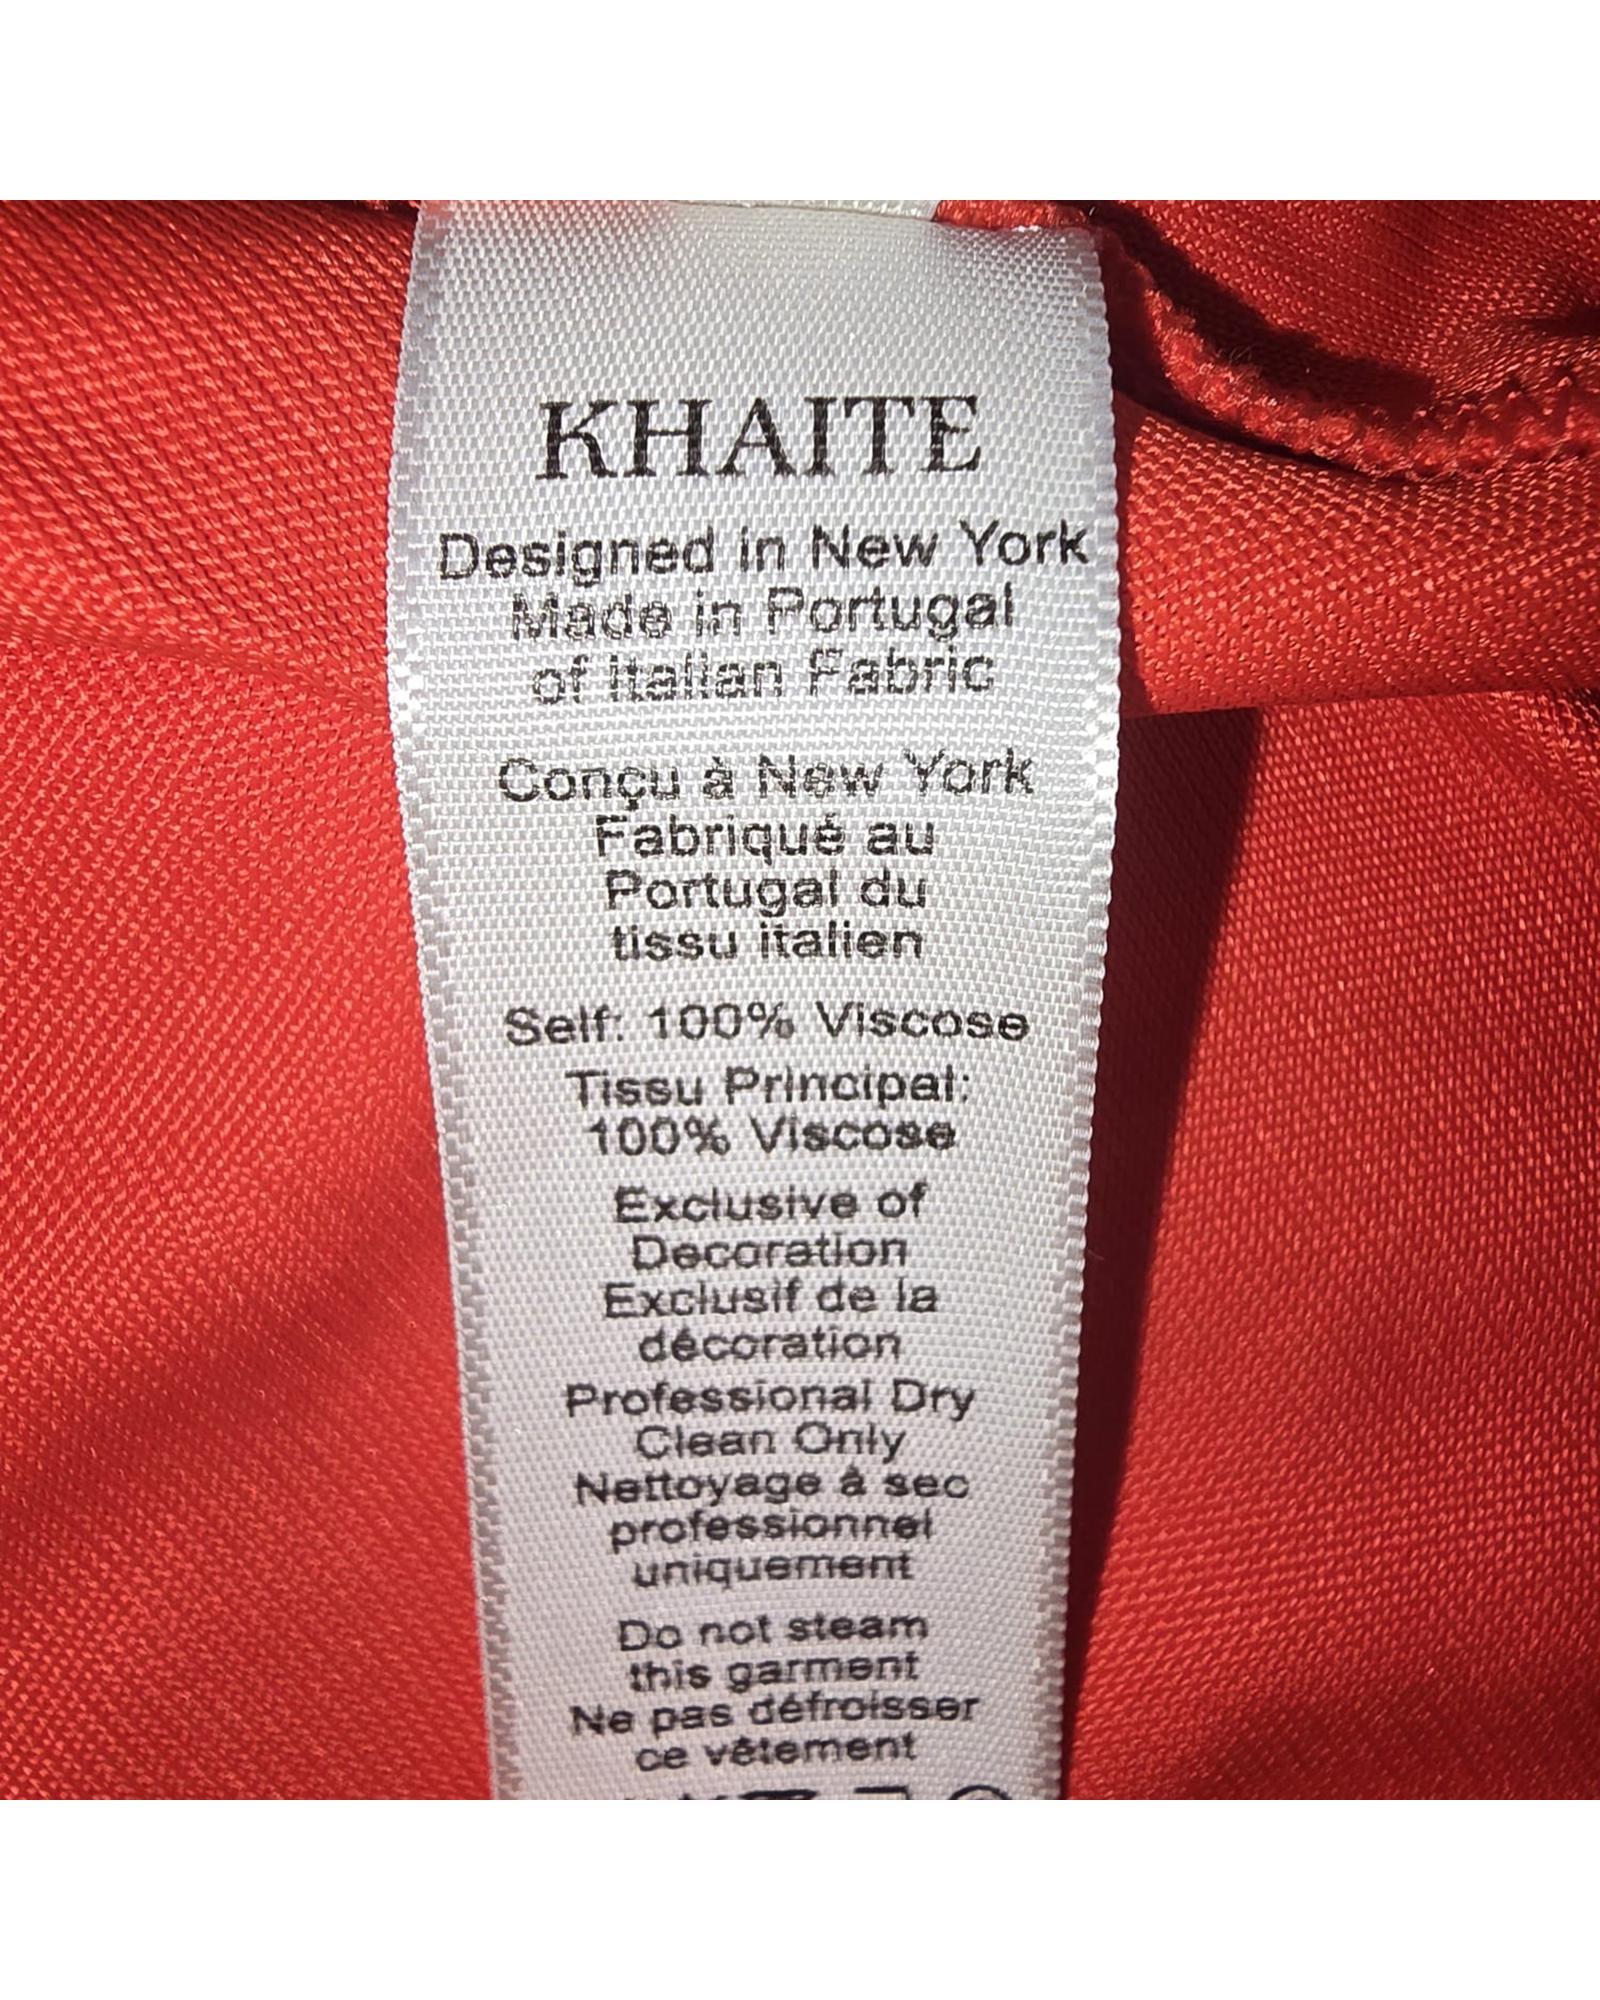 KHAITE
Designed in New York
Made in Portugal
of Italian Fabric
Conçu à New York
Fabriqué au
Portugal du
tissu italien
Self: 100% Viscose
Tissu Principal:
100% Viscose
Exclusive of
Decoration
Exclusif de la
décoration
Professional Dry
Clean Only
Nettoyage à sec
professionnel
uniquement
Do not steam
this garment
Ne pas défroisser
ce vêtement